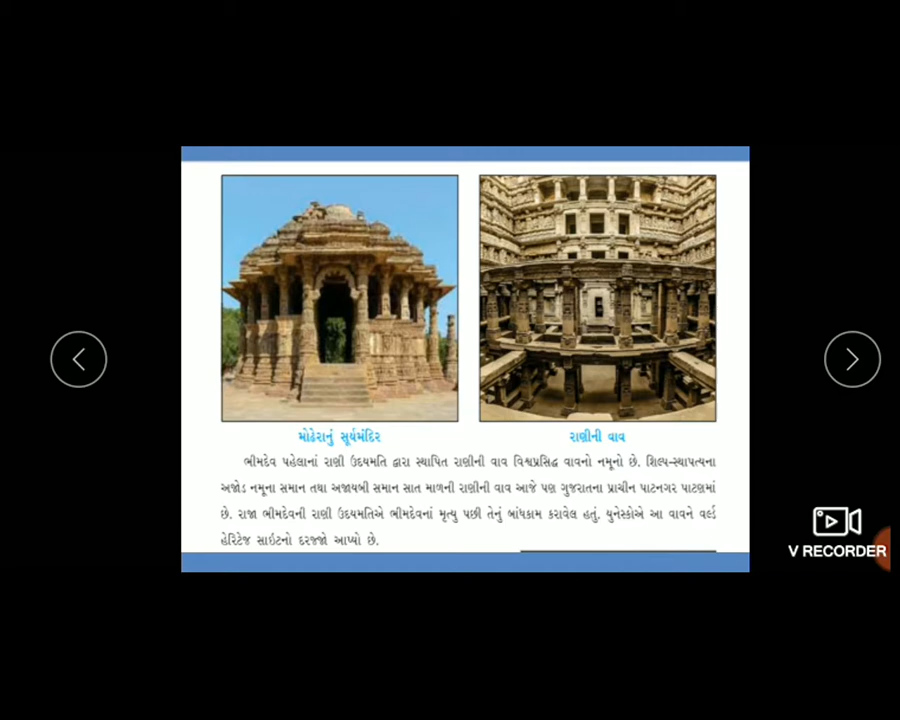 મોઢેરાનું સૂર્યમંદિર
રાણીની વાવ
ભીમદેવ પહેલાનાં રાણી ઉદયમતિ દ્વારા સ્થાપિત રાણીની વાવ વિશ્વપ્રસિદ્ધ વાવનો નમૂનો છે. શિલ્પ-સ્થાપત્યના
અજોડ નમૂના સમાન તથા અજાયબી સમાન સાત માળની રાણીની વાવ આજે પણ ગુજરાતના પ્રાચીન પાટનગર પાટણમાં
છે. રાજા ભીમદેવની રાણી ઉદયમતિએ ભીમદેવનાં મૃત્યુ પછી તેનું બાંધકામ કરાવેલ હતું. યુનેસ્કોએ આ વાવને વર્લ્ડ
હેરિટેજ સાઇટનો દરજ્જો આપ્યો છે.
V RECORDER